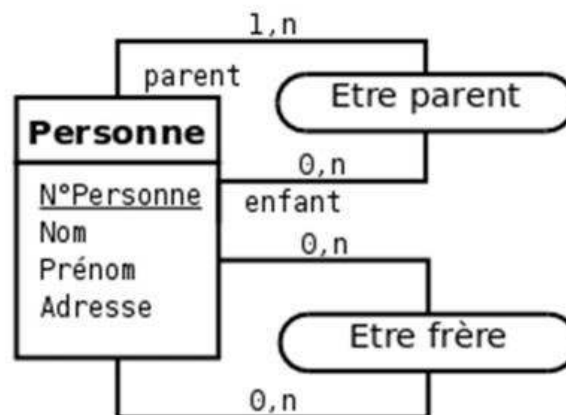 1,n
parent
Etre parent
Personne
0,n
enfant
N°Personne
Nom
Prénom
Adresse
0,n
Etre frère
0,n